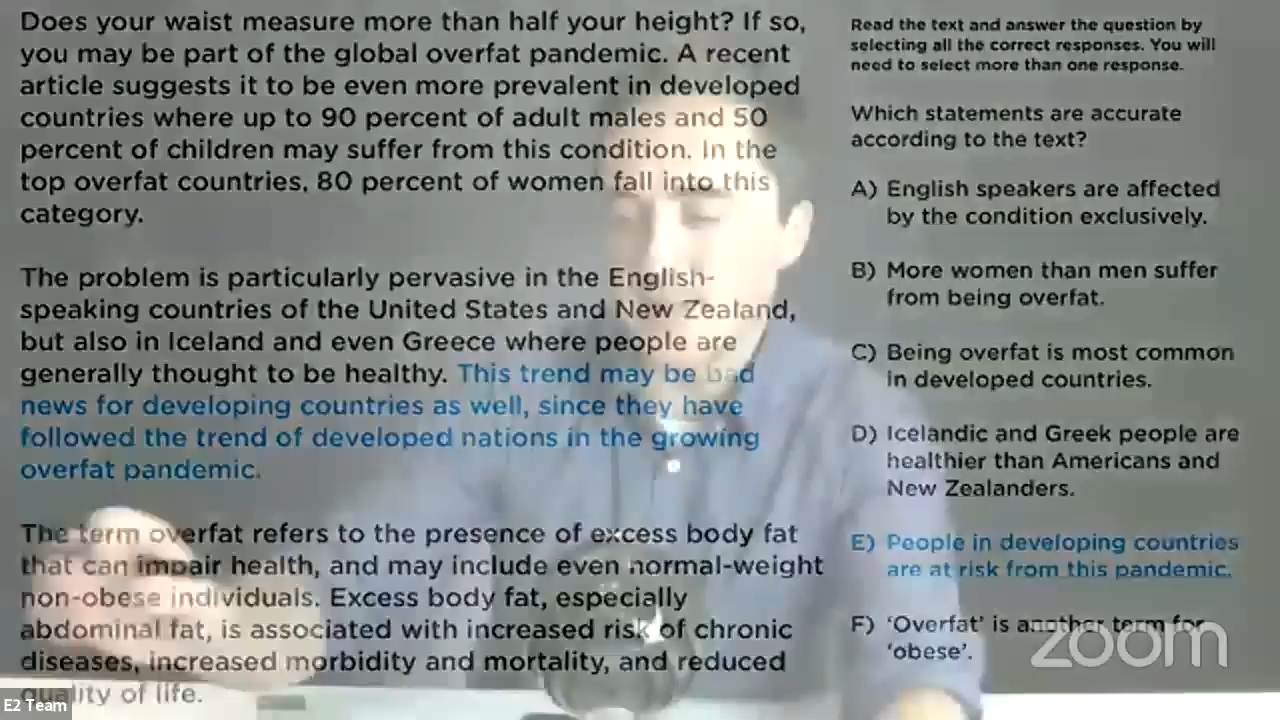 Does your waist measure more than half your height? If so,
you may be part of the global overfat pandemic. A recent
article suggests it to be even more prevalent in developed
countries where up to 90 percent of adult males and 50
percent of children may suffer from this condition. In the
top overfat countries, 80 percent of women fall into this
category.
The problem is particularly pervasive in the English-
speaking countries of the United States and New Zealand,
but also in Iceland and even Greece where people are
generally thought to be healthy. This trend may be bad
news for developing countries as well, since they have
followed the trend of developed nations in the growing
overfat pandemic.
The term overfat refers to the presence of excess body fat
that can impair health, and may include even normal-weight
non-obese individuals. Excess body fat, especially
abdominal fat, is associated with increased risk of chronic
diseases, increased morbidity and mortality, and reduced
quality of life.
Read the text and answer the question by
selecting all the correct responses. You will
need to select more than one response.
Which statements are accurate
according to the text?
A) English speakers are affected
by the condition exclusively.
B) More women than men suffer
from being overfat.
C) Being overfat is most common
in developed countries.
D) Icelandic and Greek people are
healthier than Americans and
New Zealanders.
E) People in developing countries
are at risk from this pandemic.
F) 'Overfat' is another term for
'obese'.
zoom
E2 Team